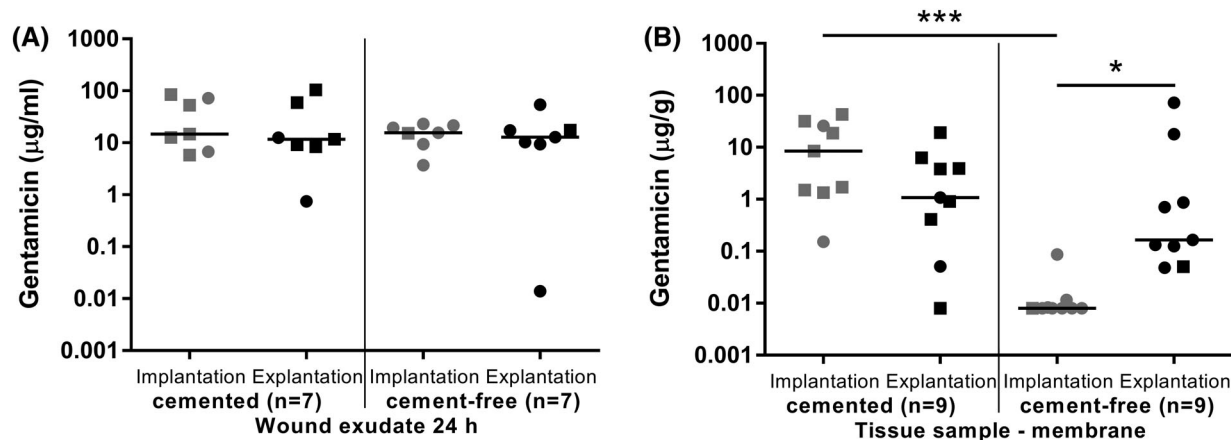 (A)
Gentamicin (µg/ml)
1000
100
10
1
0.1
0.01
0.001
Implantation Explantation Implantation Explantation
cemented (n=7) cement-free (n=7)
Wound exudate 24 h
(B)
***
*
Gentamicin (µg/g)
1000
100
10
1
0.1
0.01
0.001
Implantation Explantation Implantation Explantation
cemented (n=9) cement-free (n=9)
Tissue sample - membrane